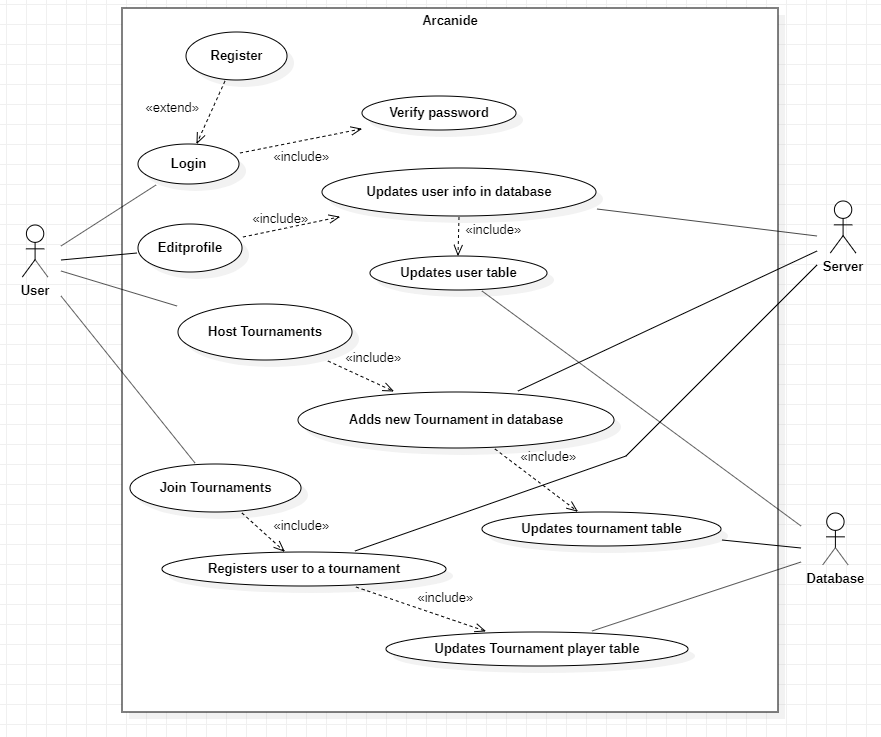 Arcanide
Register
«extend»
Verify password
«include»
Login
Updates user info in database
«include»
«include»
Editprofile
Updates user table
User
Server
Host Tournaments
«include»
Adds new Tournament in database
«include»
Join Tournaments
«include»
Updates tournament table
Registers user to a tournament
Database
«include»
Updates Tournament player table